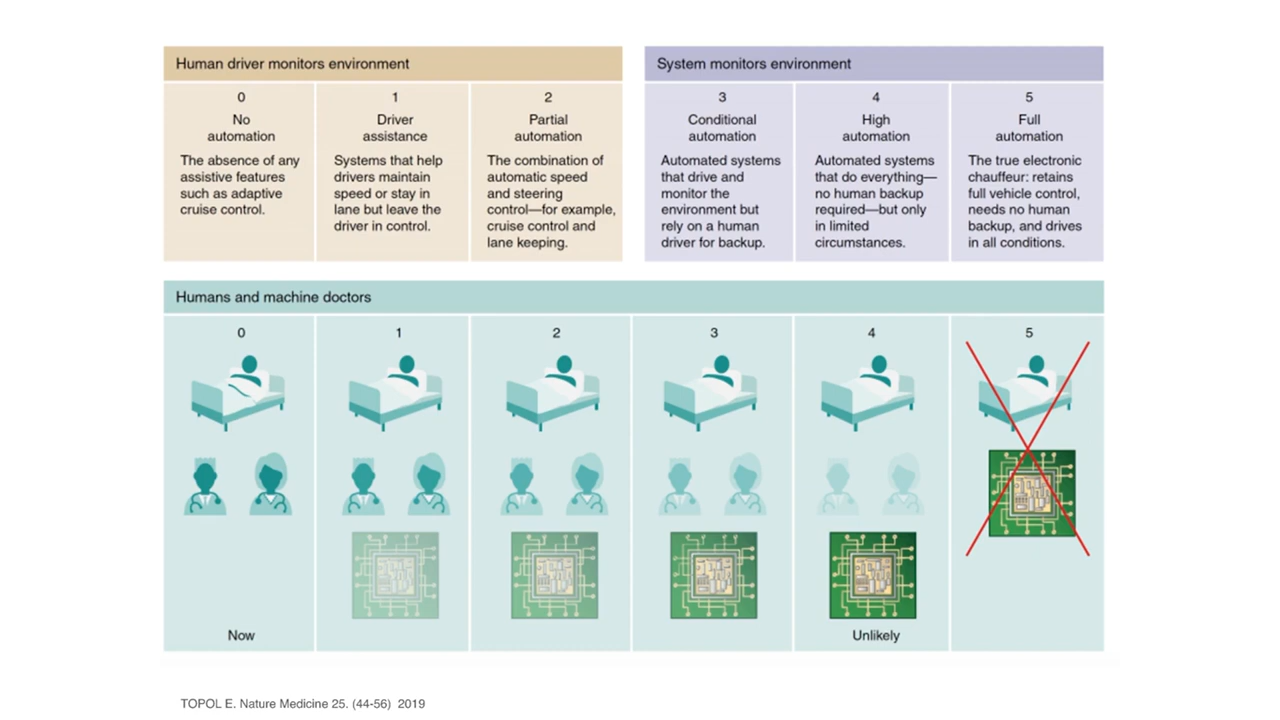 Human driver monitors environment
System monitors environment
0
No
automation
The absence of any
assistive features
such as adaptive
cruise control.
1
Driver
assistance
Systems that help
drivers maintain
speed or stay in
lane but leave the
driver in control.
2
Partial
automation
The combination of
automatic speed
and steering
control—for example,
cruise control and
lane keeping.
3
Conditional
automation
Automated systems
that drive and
monitor the
environment but
rely on a human
driver for backup.
4
High
automation
Automated systems
that do everything—
no human backup
required—but only
in limited
circumstances.
5
Full
automation
The true electronic
chauffeur: retains
full vehicle control,
needs no human
backup, and drives
in all conditions.
Humans and machine doctors
0
1
2
3
4
5
Now
Unlikely
TOPOL E. Nature Medicine 25. (44-56) 2019